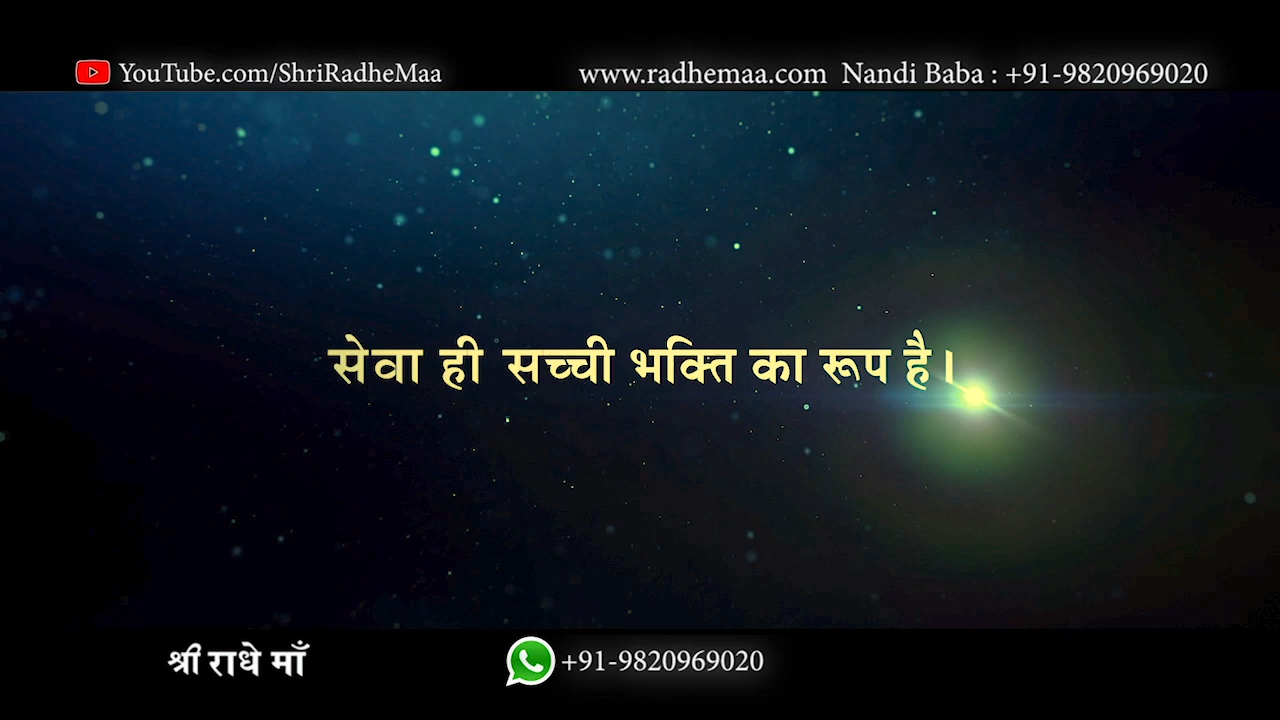 YouTube.com/ShriRadheMaa www.radhemaa.com Nandi Baba : +91-9820969020
सेवा ही सच्ची भक्ति का रूप है।
श्री राधे माँ +91-9820969020